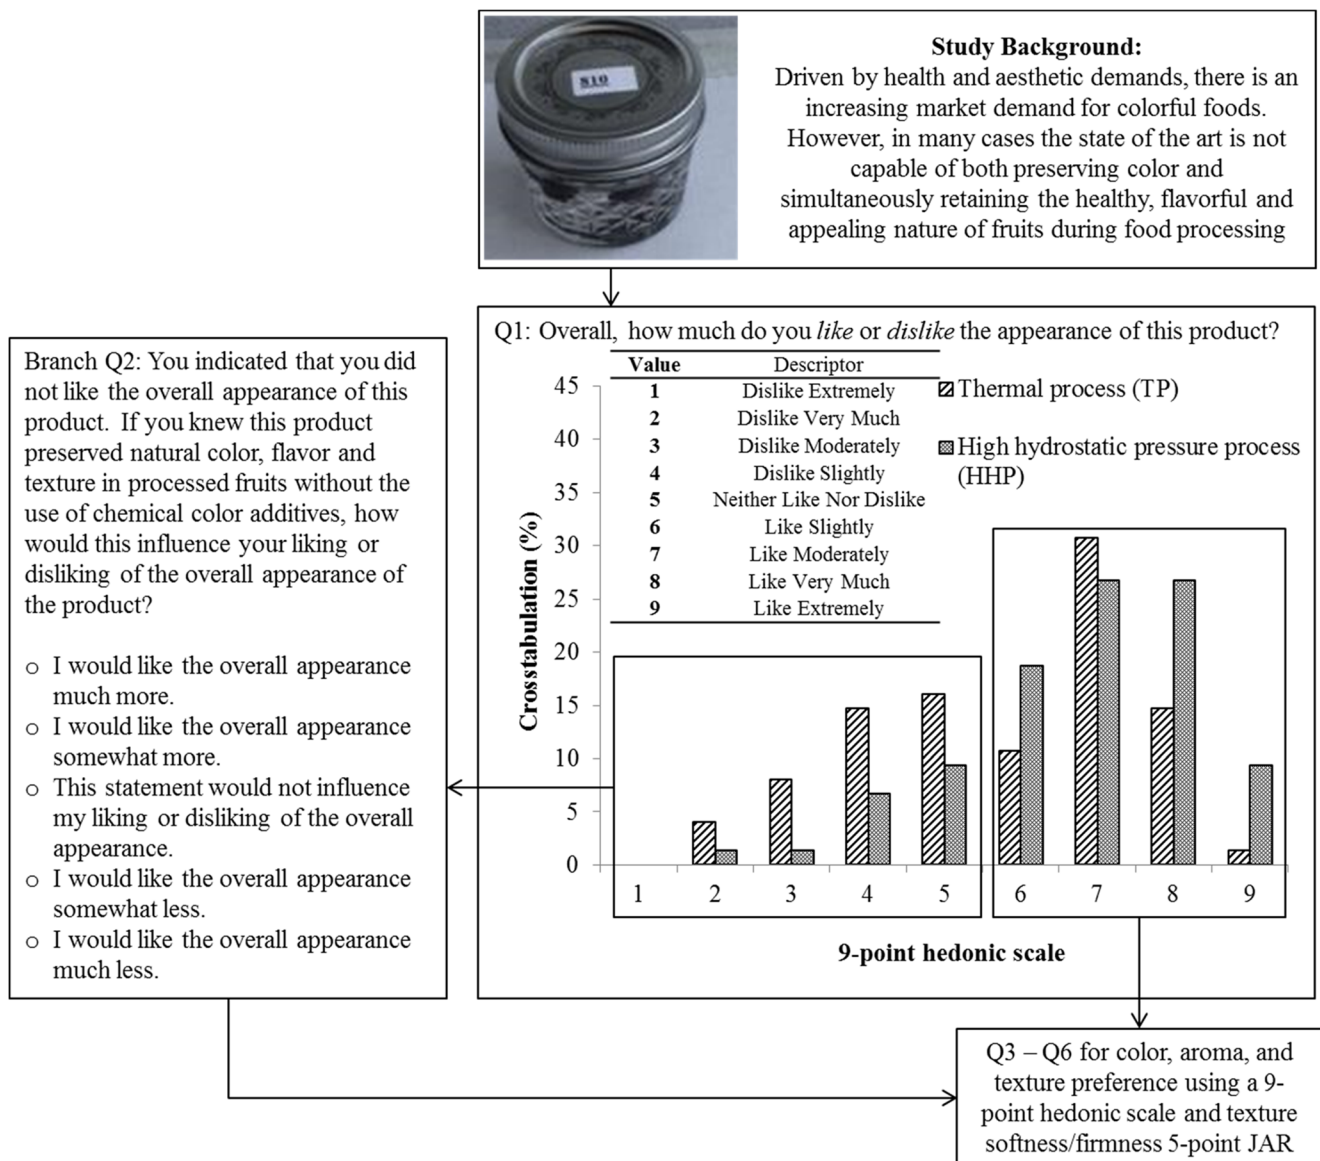 810
Study Background:
Driven by health and aesthetic demands, there is an
increasing market demand for colorful foods.
However, in many cases the state of the art is not
capable of both preserving color and
simultaneously retaining the healthy, flavorful and
appealing nature of fruits during food processing
Q1: Overall, how much do you like or dislike the appearance of this product?
Value Descriptor
1 Dislike Extremely
2 Dislike Very Much
3 Dislike Moderately
4 Dislike Slightly
5 Neither Like Nor Dislike
6 Like Slightly
7 Like Moderately
8 Like Very Much
9 Like Extremely
Thermal process (TP)
High hydrostatic pressure process
(HHP)
Crosstabulation (%)
45
40
35
30
25
20
15
10
5
0
1 2 3 4 5 6 7 8 9
9-point hedonic scale
Branch Q2: You indicated that you did
not like the overall appearance of this
product. If you knew this product
preserved natural color, flavor and
texture in processed fruits without the
use of chemical color additives, how
would this influence your liking or
disliking of the overall appearance of
the product?
I would like the overall appearance
much more.
I would like the overall appearance
somewhat more.
This statement would not influence
my liking or disliking of the overall
appearance.
I would like the overall appearance
somewhat less.
I would like the overall appearance
much less.
Q3 – Q6 for color, aroma, and
texture preference using a 9-
point hedonic scale and texture
softness/firmness 5-point JAR